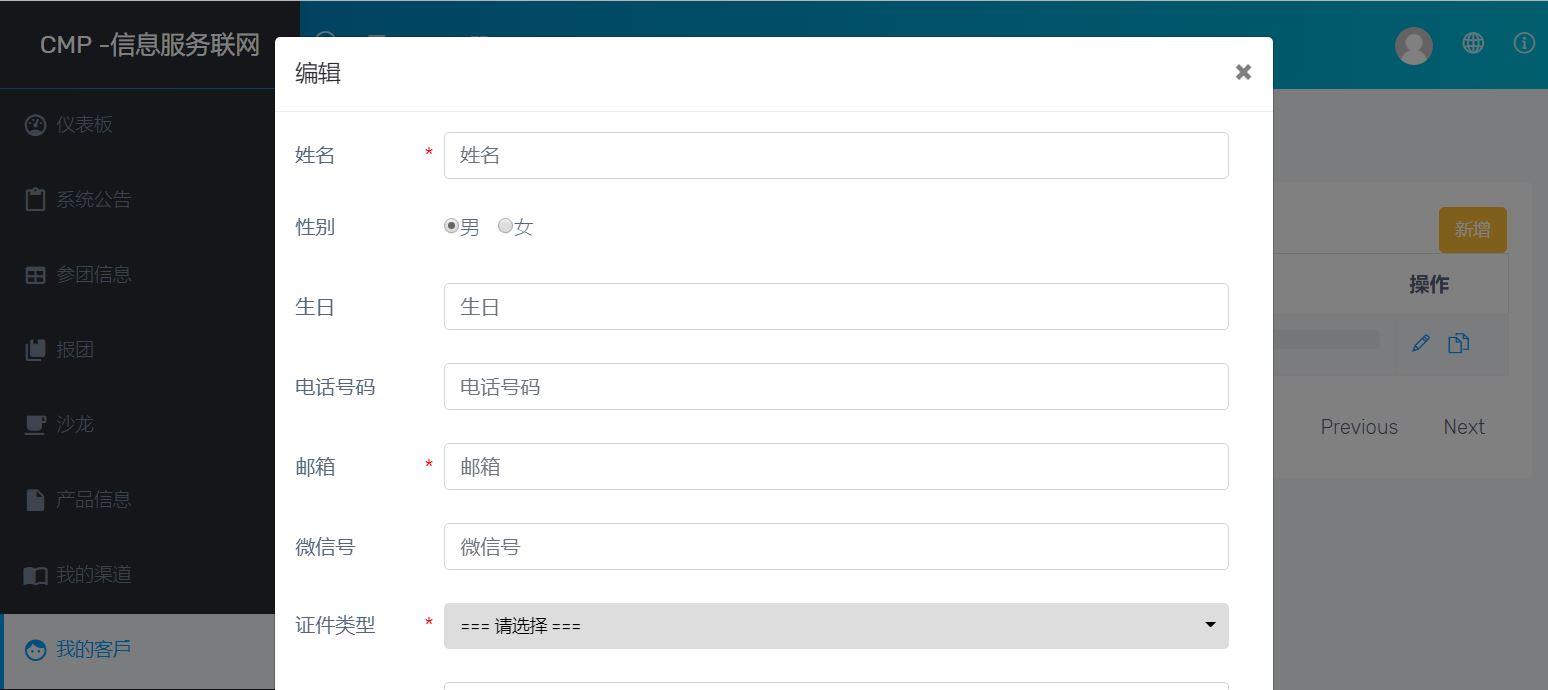 CMP -信息服务联网
仪表板
系统公告
参团信息
报团
沙龙
产品信息
我的渠道
我的客戶
编辑
✖
姓名 *
姓名
性别
男 女
生日
生日
电话号码
电话号码
邮箱 *
邮箱
微信号
微信号
证件类型 *
=== 请选择 ===
新增
操作
Previous Next